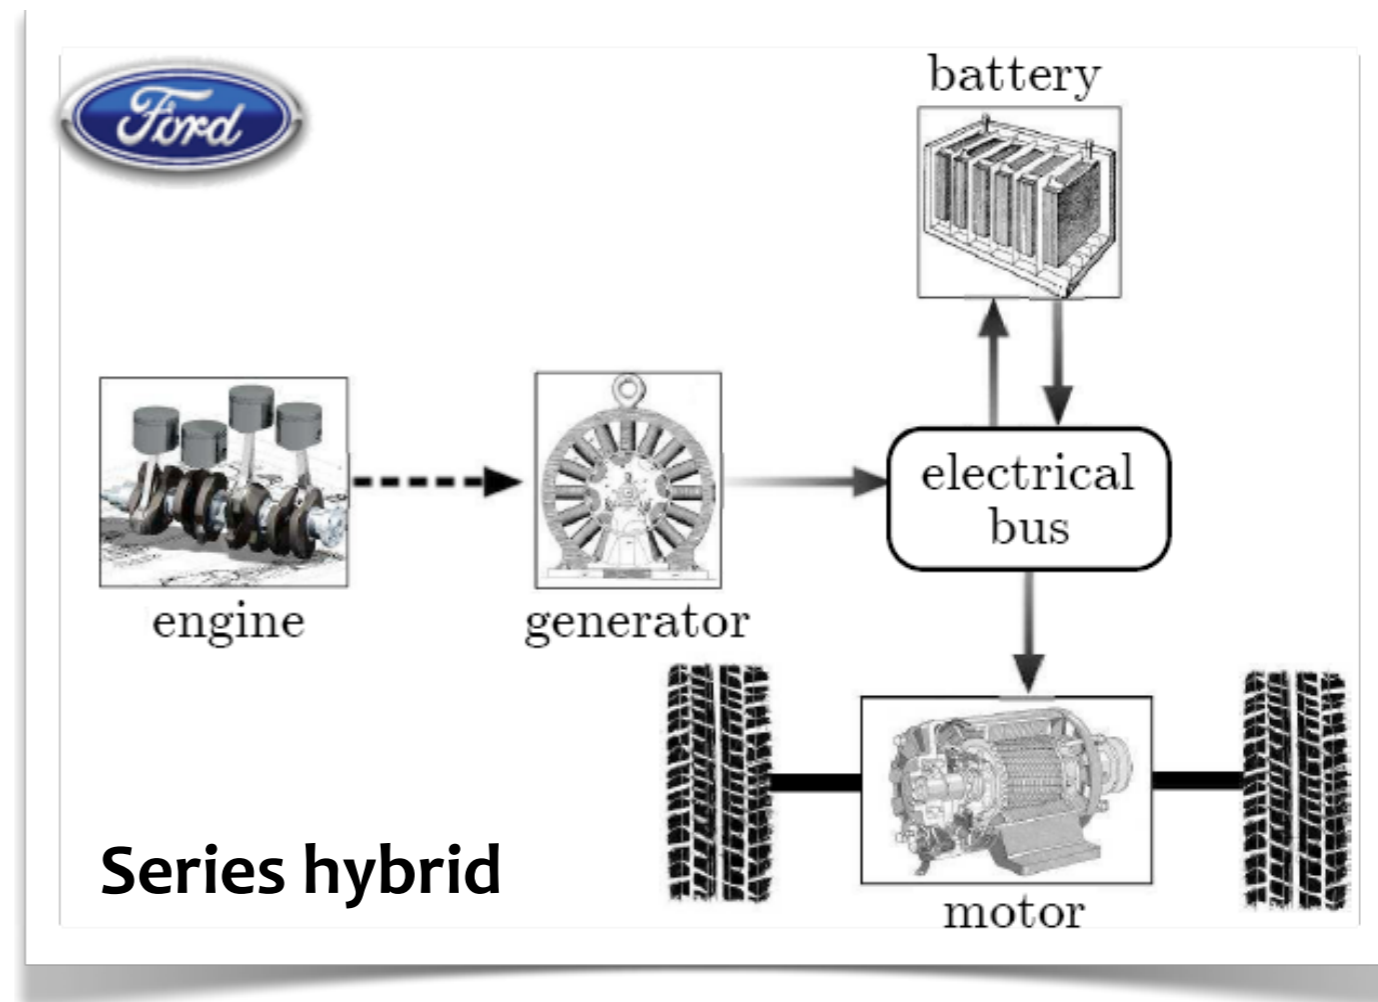 Ford
battery
electrical
bus
engine
generator
Series hybrid
motor